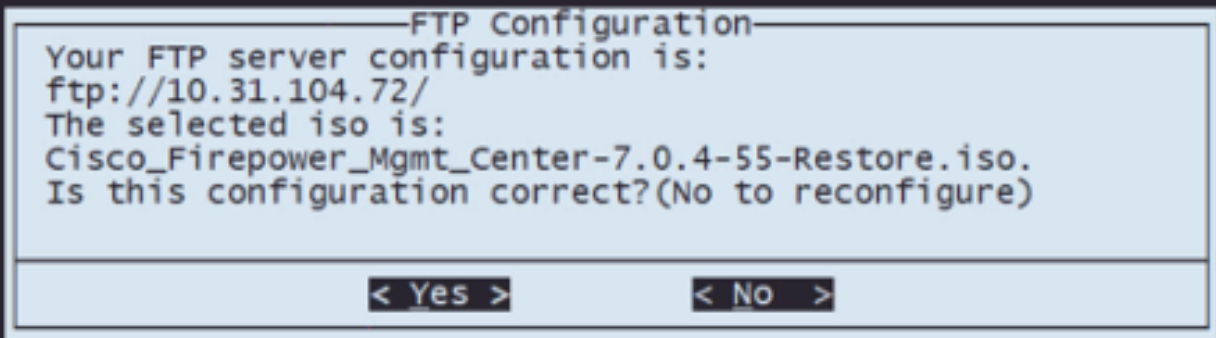 FTP Configuration
Your FTP server configuration is:
ftp://10.31.104.72/
The selected iso is:
Cisco_Firepower_Mgmt_Center-7.0.4-55-Restore.iso.
Is this configuration correct?(No to reconfigure)
< Yes > < No >